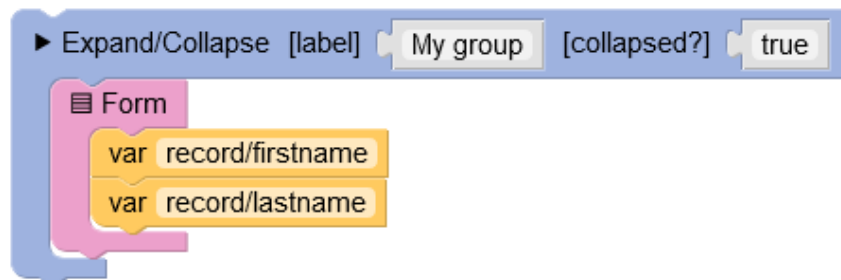 Expand/Collapse [label] My group [collapsed?] true
Form
var record/firstname
var record/lastname